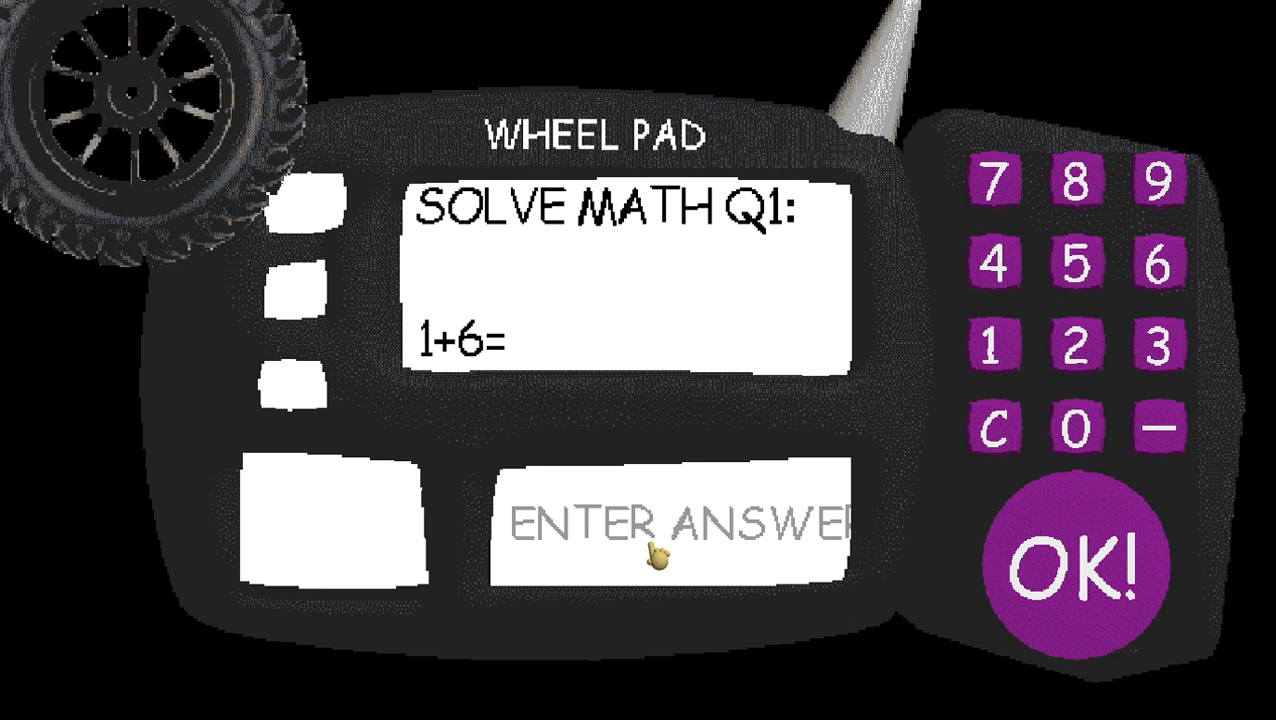 WHEEL PAD
SOLVE MATH Q1:
1+6=
ENTER ANSWER
7 8 9
4 5 6
1 2 3
C 0 —
OK!